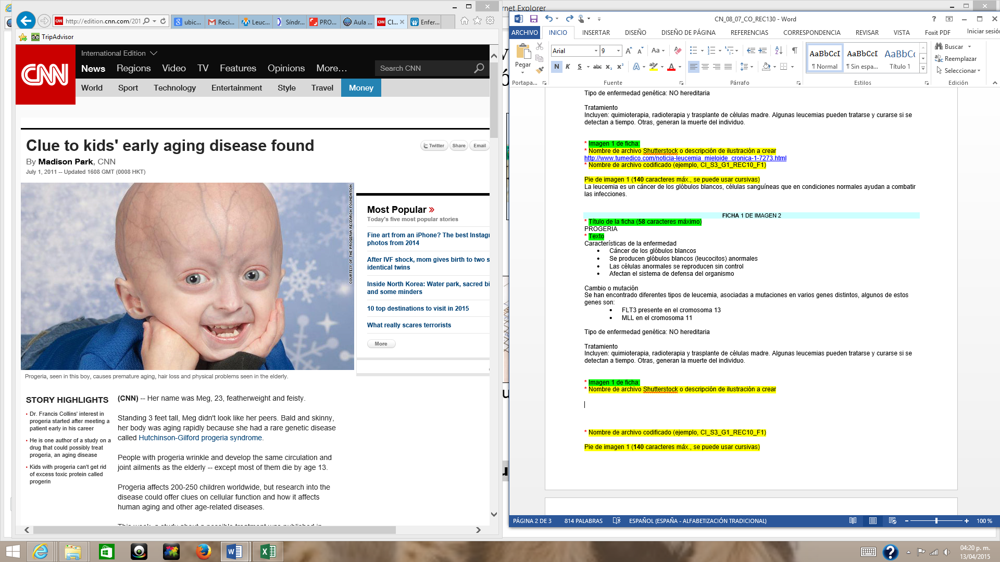 rnet Explorer
http://edition.cnn.com/201
ubic...
Reci...
Leuc...
Síndr...
PRO...
Aula ...
CI...
Enfer...
TripAdvisor
CNN
International Edition
News Regions Video TV Features Opinions More...
Search CNN
World Sport Technology Entertainment Style Travel Money
Clue to kids' early aging disease found
Twitter Share Email
By Madison Park, CNN
July 1, 2011 -- Updated 1608 GMT (0008 HKT)
COURTESY OF THE PROGERIA RESEARCH FOUNDATION
Progeria, seen in this boy, causes premature aging, hair loss and physical problems seen in the elderly.
Most Popular »
Today's five most popular stories
Fine art from an iPhone? The best Instagr
photos from 2014
After IVF shock, mom gives birth to two s
identical twins
Inside North Korea: Water park, sacred bi
and some minders
10 top destinations to visit in 2015
What really scares terrorists
More
STORY HIGHLIGHTS
Dr. Francis Collins' interest in
progeria started after meeting a
patient early in his career
He is one author of a study on a
drug that could possibly treat
progeria, an aging disease
Kids with progeria can't get rid
of excess toxic protein called
progerin
(CNN) -- Her name was Meg, 23, featherweight and feisty.
Standing 3 feet tall, Meg didn't look like her peers. Bald and skinny,
her body was aging rapidly because she had a rare genetic disease
called Hutchinson-Gilford progeria syndrome.
People with progeria wrinkle and develop the same circulation and
joint ailments as the elderly -- except most of them die by age 13.
Progeria affects 200-250 children worldwide, but research into the
disease could offer clues on cellular function and how it affects
human aging and other age-related diseases.
CN_08_07_CO_REC130 - Word
ARCHIVO INICIO INSERTAR DISEÑO DISEÑO DE PÁGINA REFERENCIAS CORRESPONDENCIA REVISAR VISTA Foxit PDF Iniciar sesió
Pegar
Arial 9
N K S abc x₂ x²
Portapa...
Fuente
Párrafo
AaBbCcI AaBbCcI AaBbCc
¶ Normal ¶ Sin espa... Título 1
Estilos
Buscar
Reemplazar
Seleccionar
Edición
Tipo de enfermedad genética: NO hereditaria
Tratamiento
Incluyen: quimioterapia, radioterapia y trasplante de células madre. Algunas leucemias pueden tratarse y curarse si se
detectan a tiempo. Otras, generan la muerte del individuo.
* Imagen 1 de ficha:
* Nombre de archivo Shutterstock o descripción de ilustración a crear
http://www.tumedico.com/noticia-leucemia_mieloide_cronica-1-7273.html
* Nombre de archivo codificado (ejemplo, CI_S3_G1_REC10_F1)
Pie de imagen 1 (140 caracteres máx., se puede usar cursivas)
La leucemia es un cáncer de los glóbulos blancos, células sanguíneas que en condiciones normales ayudan a combatir
las infecciones.
FICHA 1 DE IMAGEN 2
* Título de la ficha (58 caracteres máximo)
PROGERIA
* Texto
Características de la enfermedad
• Cáncer de los glóbulos blancos
• Se producen glóbulos blancos (leucocitos) anormales
• Las células anormales se reproducen sin control
• Afectan el sistema de defensa del organismo
Cambio o mutación
Se han encontrado diferentes tipos de leucemia, asociadas a mutaciones en varios genes distintos, algunos de estos
genes son:
• FLT3 presente en el cromosoma 13
• MLL en el cromosoma 11
Tipo de enfermedad genética: NO hereditaria
Tratamiento
Incluyen: quimioterapia, radioterapia y trasplante de células madre. Algunas leucemias pueden tratarse y curarse si se
detectan a tiempo. Otras, generan la muerte del individuo.
* Imagen 1 de ficha:
* Nombre de archivo Shutterstock o descripción de ilustración a crear
* Nombre de archivo codificado (ejemplo, CI_S3_G1_REC10_F1)
Pie de imagen 1 (140 caracteres máx., se puede usar cursivas)
PÁGINA 2 DE 3 814 PALABRAS ESPAÑOL (ESPAÑA - ALFABETIZACIÓN TRADICIONAL) 100 %
04:20 p. m.
13/04/2015